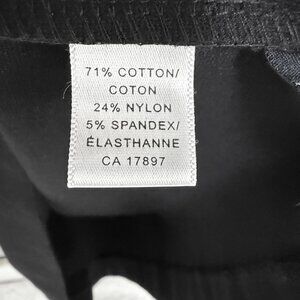 71% COTTON/
COTON
24% NYLON
5% SPANDEX/
ÉLASTHANNE
CA 17897